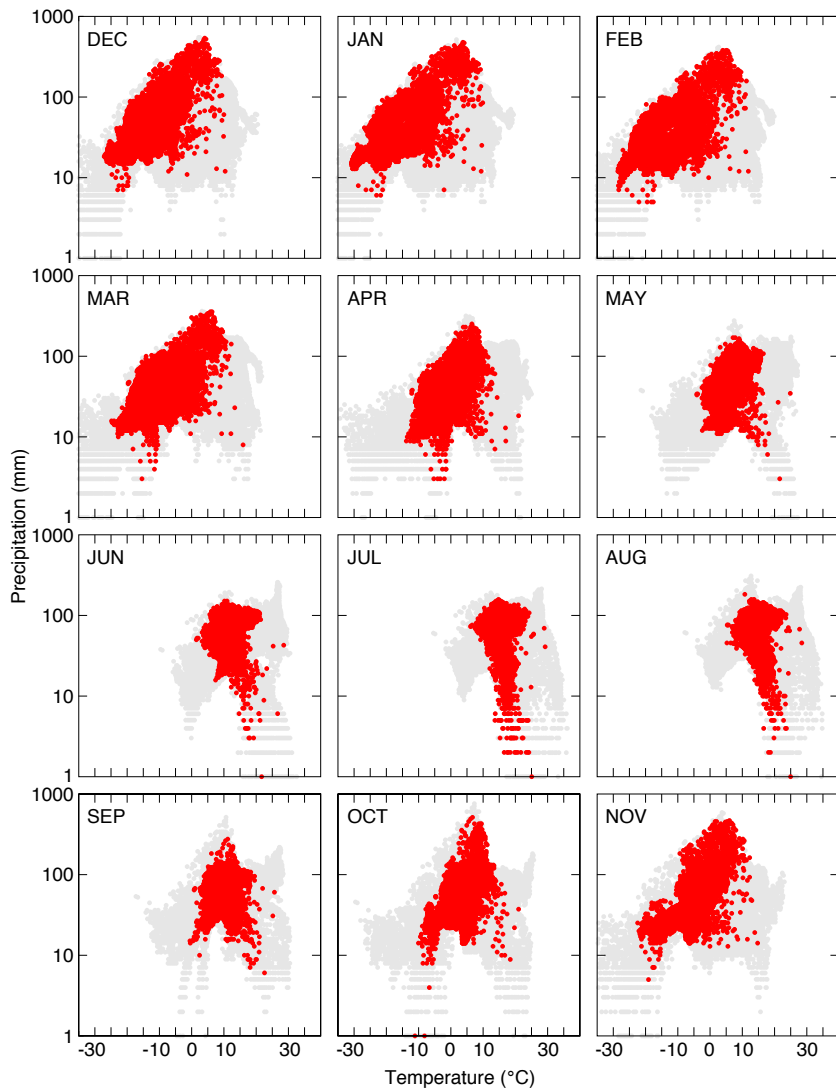 DEC JAN FEB
1000
100
10
1
MAR APR MAY
1000
100
10
1
JUN JUL AUG
1000
100
10
1
SEP OCT NOV
1000
100
10
1
Precipitation (mm)
-30 -10 0 10 30 -30 -10 0 10 30 -30 -10 0 10 30
Temperature (°C)